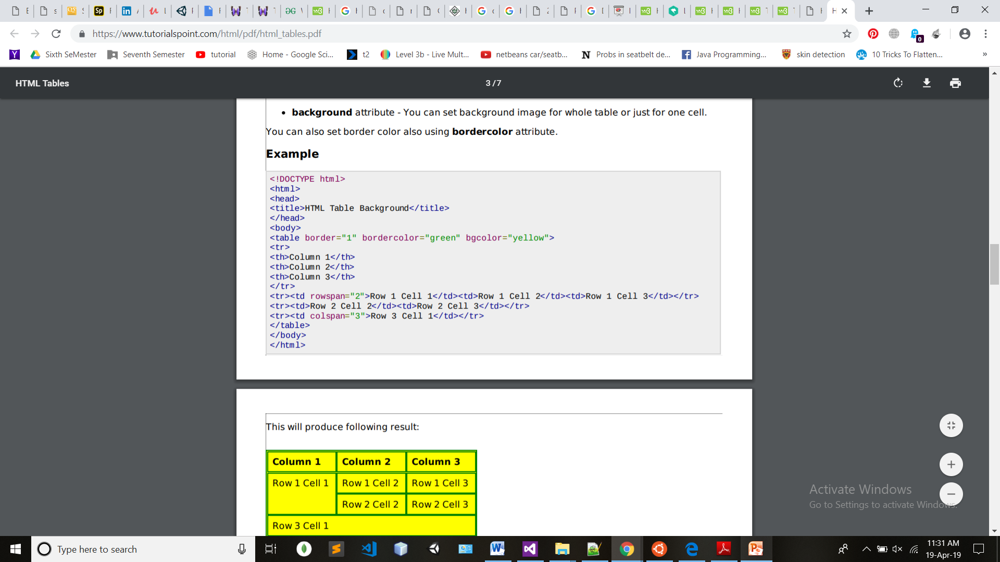 https://www.tutorialspoint.com/html/pdf/html_tables.pdf
0
Sixth SeMester
Seventh Semester
tutorial
Home - Google Sci...
t2
Level 3b - Live Mult...
netbeans car/seatb...
Probs in seatbelt de...
Java Programming...
skin detection
10 Tricks To Flatten...
»
HTML Tables
3 / 7
• background attribute - You can set background image for whole table or just for one cell.
You can also set border color also using bordercolor attribute.
Example
<!DOCTYPE html>
<html>
<head>
<title>HTML Table Background</title>
</head>
<body>
<table border="1" bordercolor="green" bgcolor="yellow">
<tr>
<th>Column 1</th>
<th>Column 2</th>
<th>Column 3</th>
</tr>
<tr><td rowspan="2">Row 1 Cell 1</td><td>Row 1 Cell 2</td><td>Row 1 Cell 3</td></tr>
<tr><td>Row 2 Cell 2</td><td>Row 2 Cell 3</td></tr>
<tr><td colspan="3">Row 3 Cell 1</td></tr>
</table>
</body>
</html>
This will produce following result:
Column 1 Column 2 Column 3
Row 1 Cell 1 Row 1 Cell 2 Row 1 Cell 3
Row 2 Cell 2 Row 2 Cell 3
Row 3 Cell 1
Activate Windows
Go to Settings to activate Windows.
Type here to search
11:31 AM
19-Apr-19